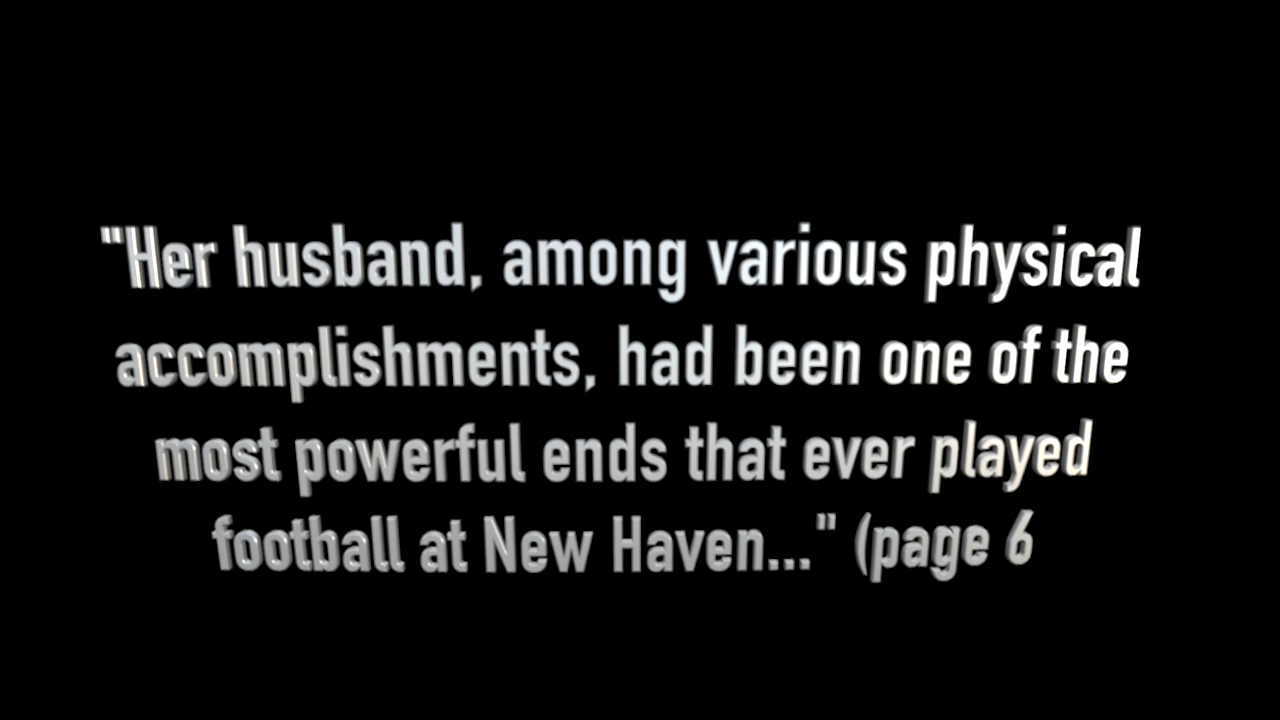 "Her husband, among various physical
accomplishments, had been one of the
most powerful ends that ever played
football at New Haven..." (page 6